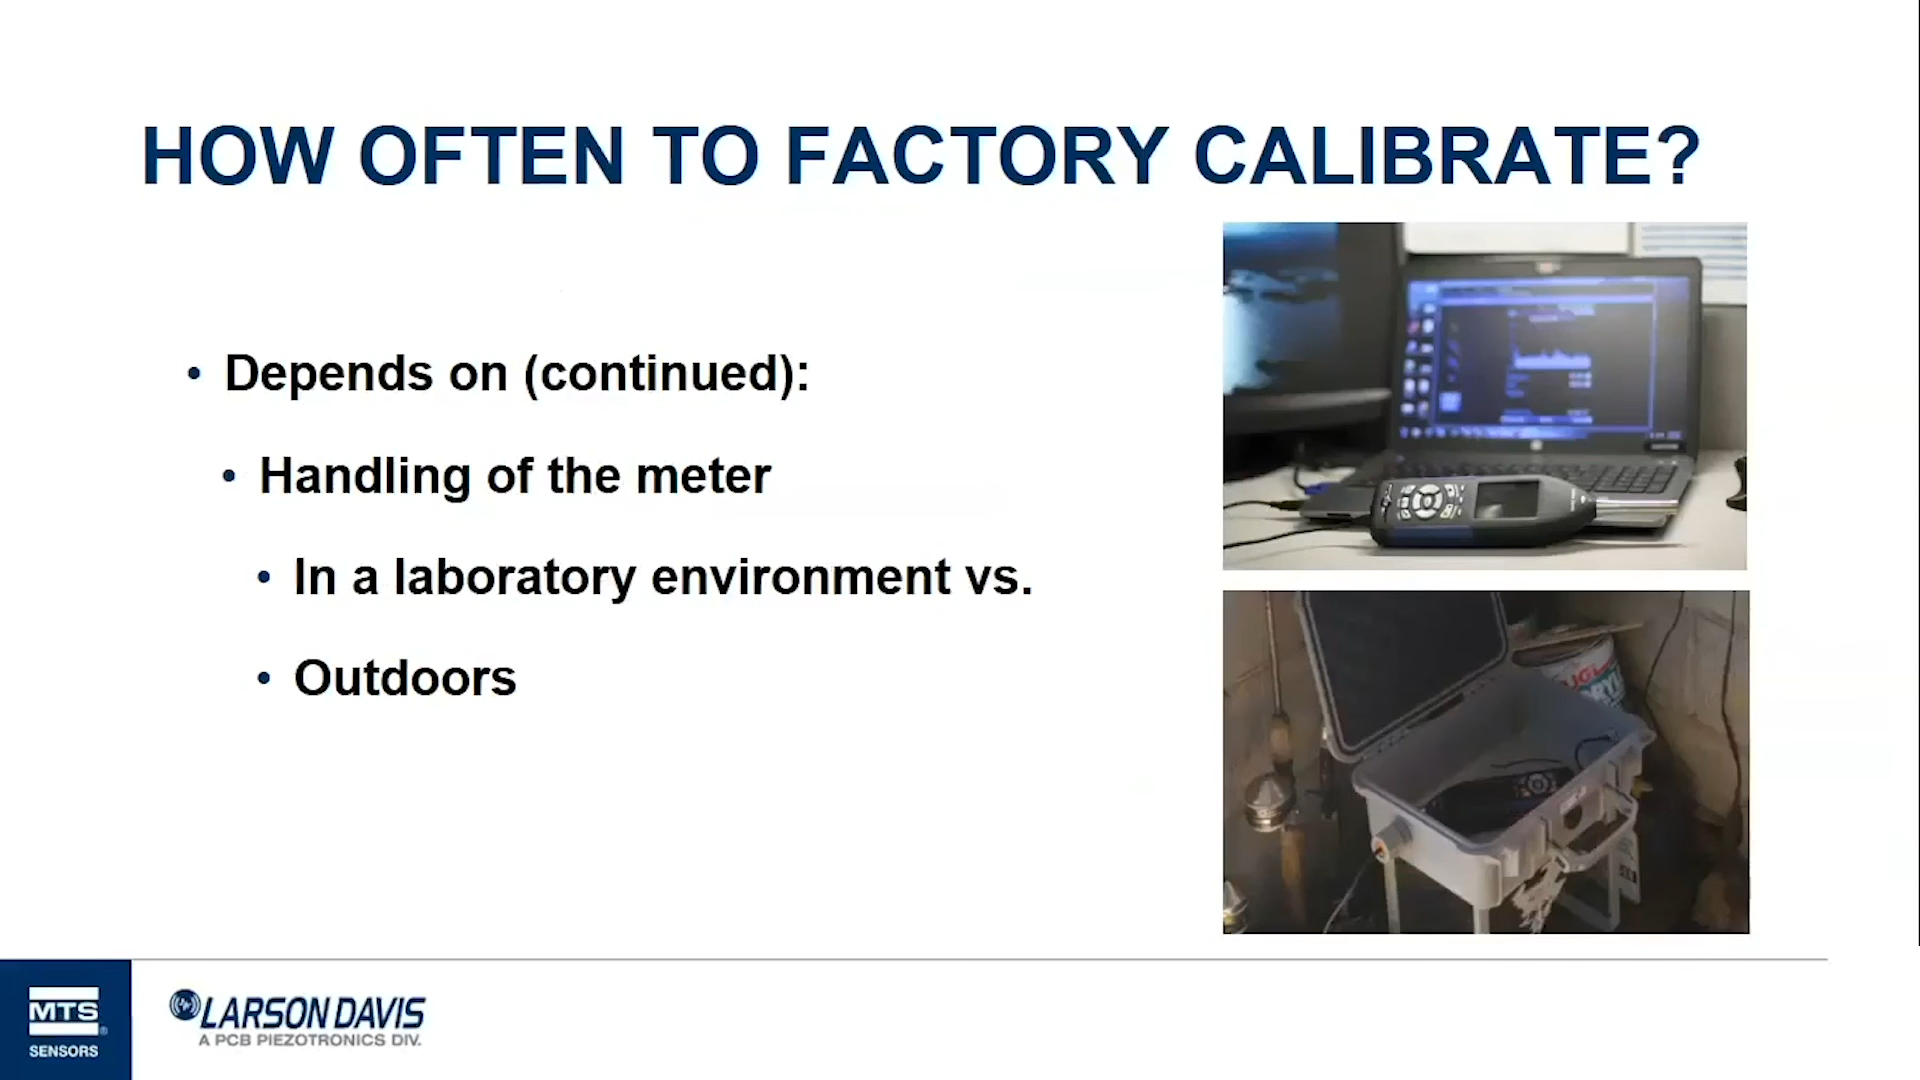 HOW OFTEN TO FACTORY CALIBRATE?
• Depends on (continued):
• Handling of the meter
• In a laboratory environment vs.
• Outdoors
MTS®
SENSORS
LARSON DAVIS
A PCB PIEZOTRONICS DIV.